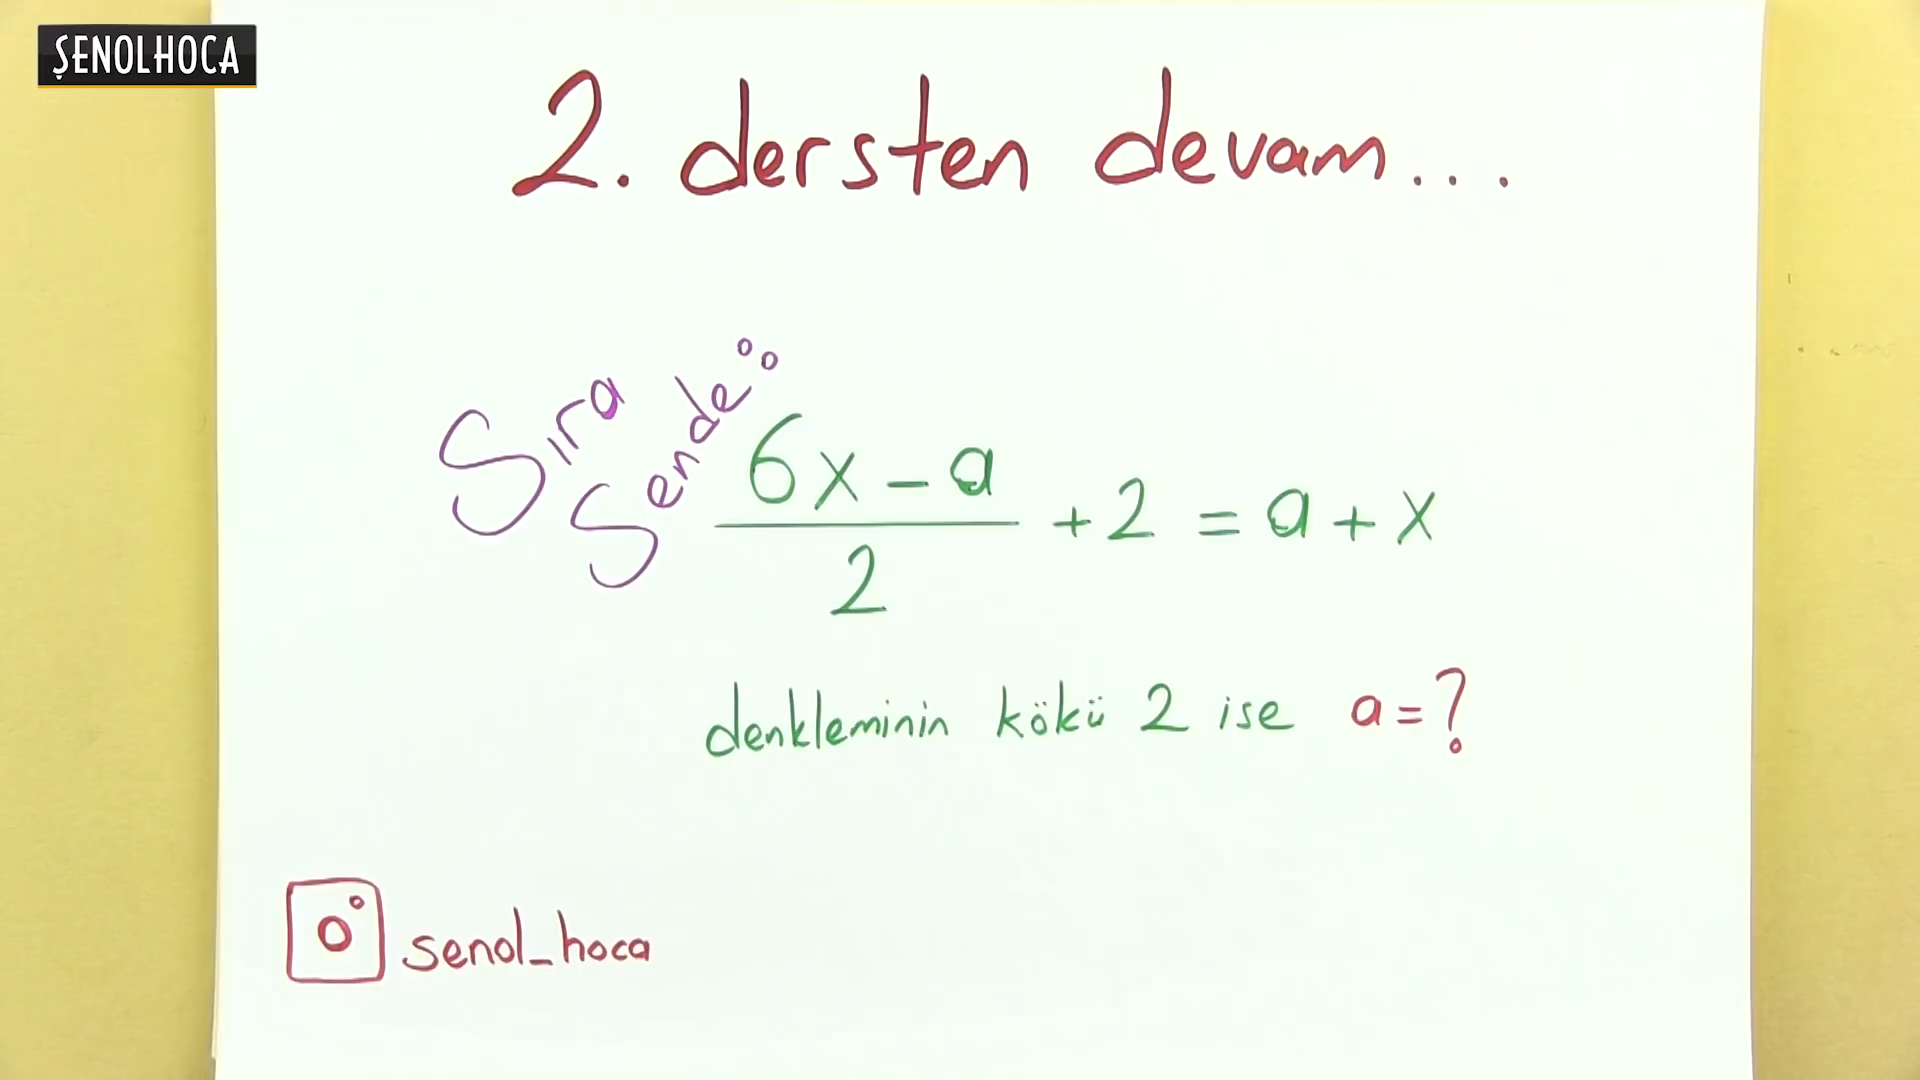 ŞENOLHOCA
2. dersten devam...
Sıra
Sende:
6x - a
+ 2 = a + x
2
denkleminin kökü 2 ise a = ?
senol_hoca